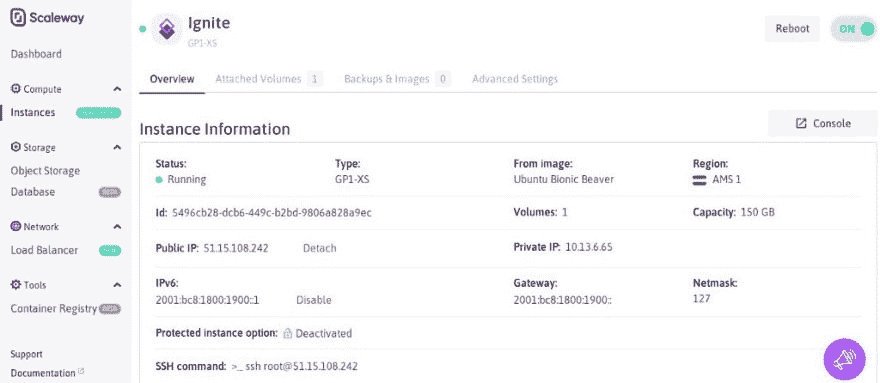 Scaleway
Dashboard
Compute
Instances
Storage
Object Storage
Database
Network
Load Balancer
Tools
Container Registry
Support
Documentation
Ignite
GP1-XS
Reboot
ON
Overview Attached Volumes 1 Backups & Images 0 Advanced Settings
Instance Information
Console
Status: Type: From image: Region:
Running GP1-XS Ubuntu Bionic Beaver AMS 1
Id: 5496cb28-dcb6-449c-b2bd-9806a828a9ec Volumes: 1 Capacity: 150 GB
Public IP: 51.15.108.242 Detach Private IP: 10.13.6.65
IPv6: Gateway: Netmask:
2001:bc8:1800:1900::1 Disable 2001:bc8:1800:1900:: 127
Protected instance option: Deactivated
SSH command: >_ ssh root@51.15.108.242